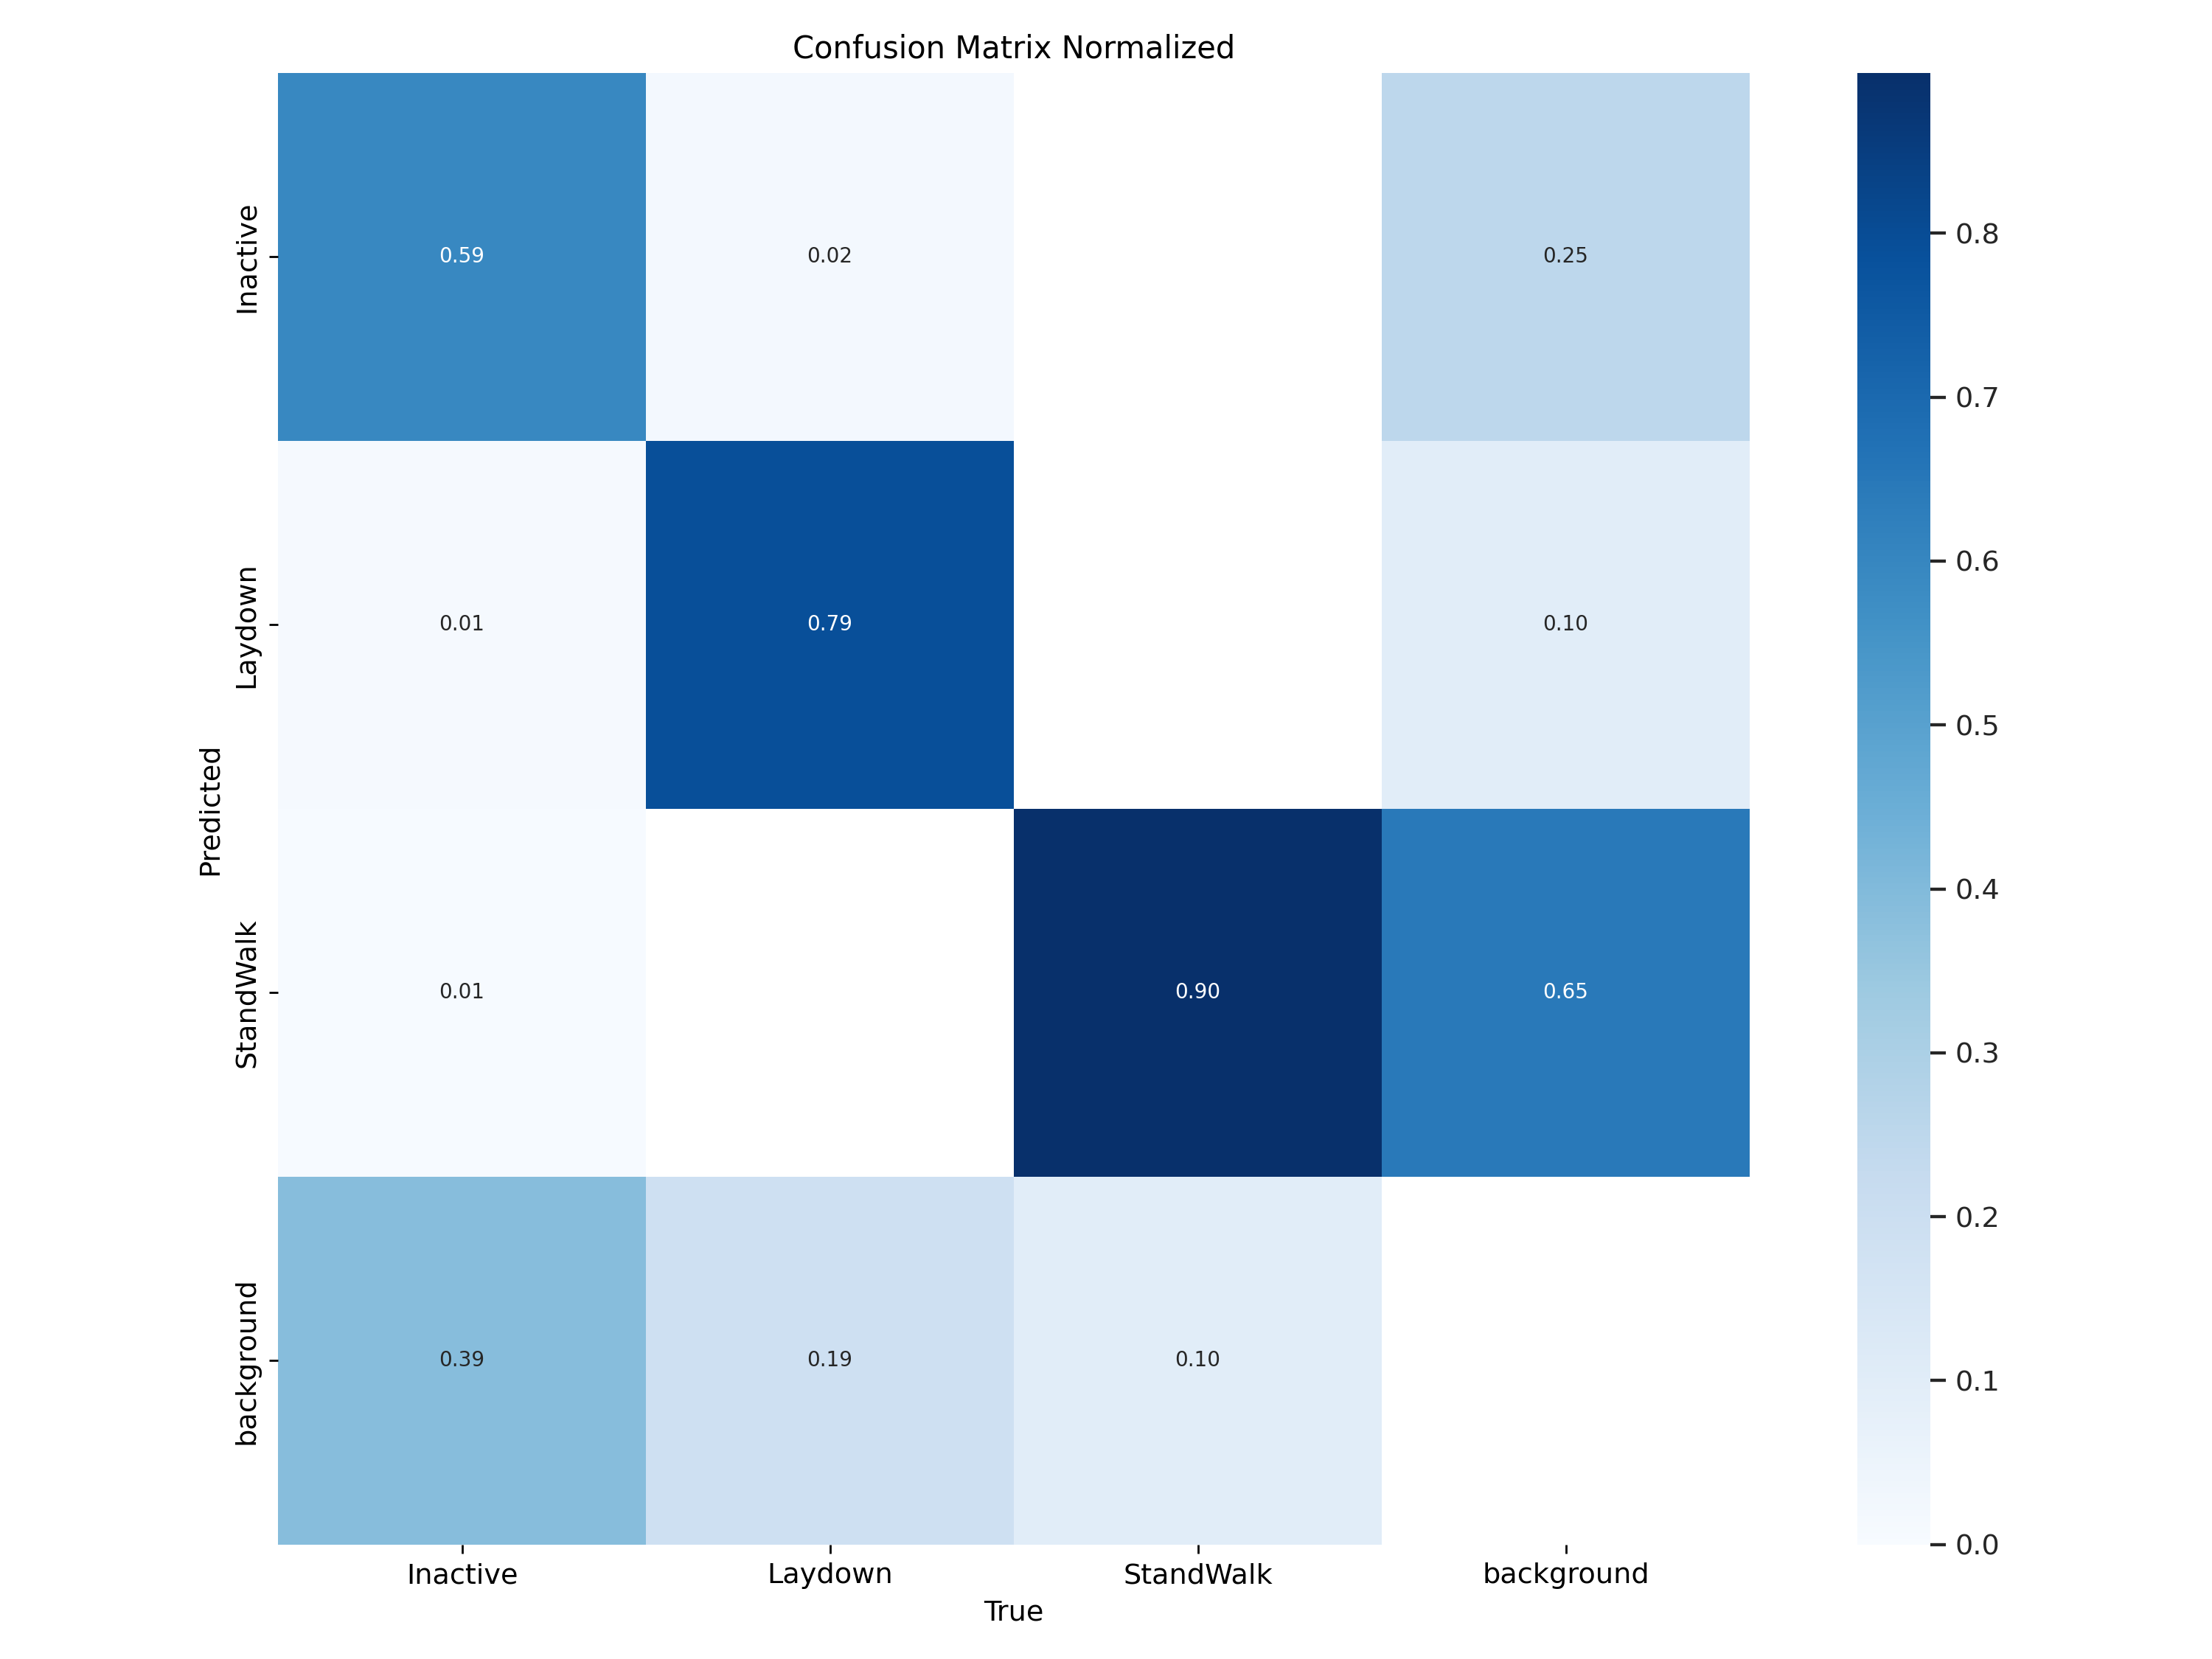 Confusion Matrix Normalized
Inactive
0.59
0.02
0.25
Laydown
0.01
0.79
0.10
StandWalk
0.01
0.90
0.65
background
0.39
0.19
0.10
Predicted
Inactive
Laydown
StandWalk
background
True
0.8
0.7
0.6
0.5
0.4
0.3
0.2
0.1
0.0